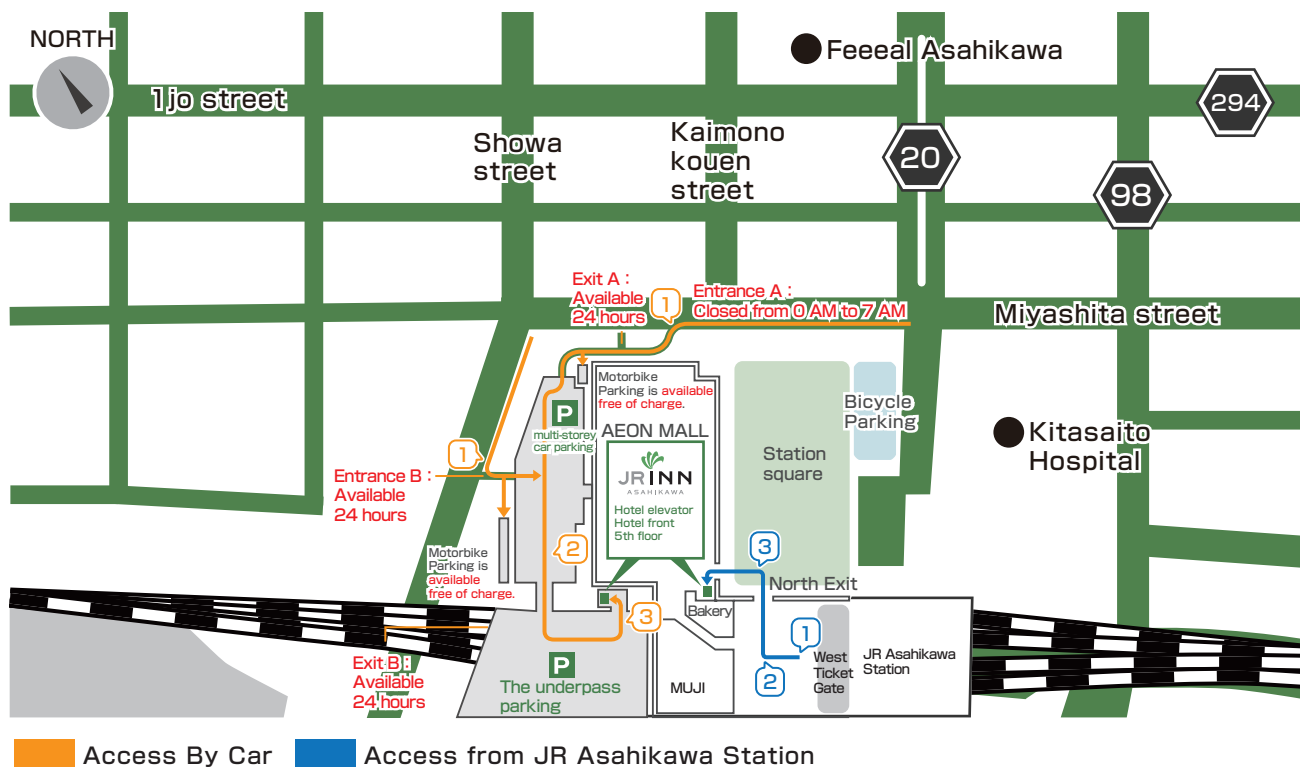 NORTH
1jo street
Feeeal Asahikawa
294
Showa
street
Kaimono
kouen
street
20
98
Exit A :
Available
24 hours
1
Entrance A :
Closed from 0 AM to 7 AM
Miyashita street
Motorbike
Parking is available
free of charge.
P
multi-storey
car parking
AEON MALL
JR INN
ASAHIKAWA
Hotel elevator
Hotel front
5th floor
Station
square
Bicycle
Parking
Kitasaito
Hospital
1
Entrance B :
Available
24 hours
2
3
Motorbike
Parking is
available
free of charge.
North Exit
Bakery
3
1
2
West
Ticket
Gate
JR Asahikawa
Station
Exit B :
Available
24 hours
P
The underpass
parking
MUJI
Access By Car
Access from JR Asahikawa Station